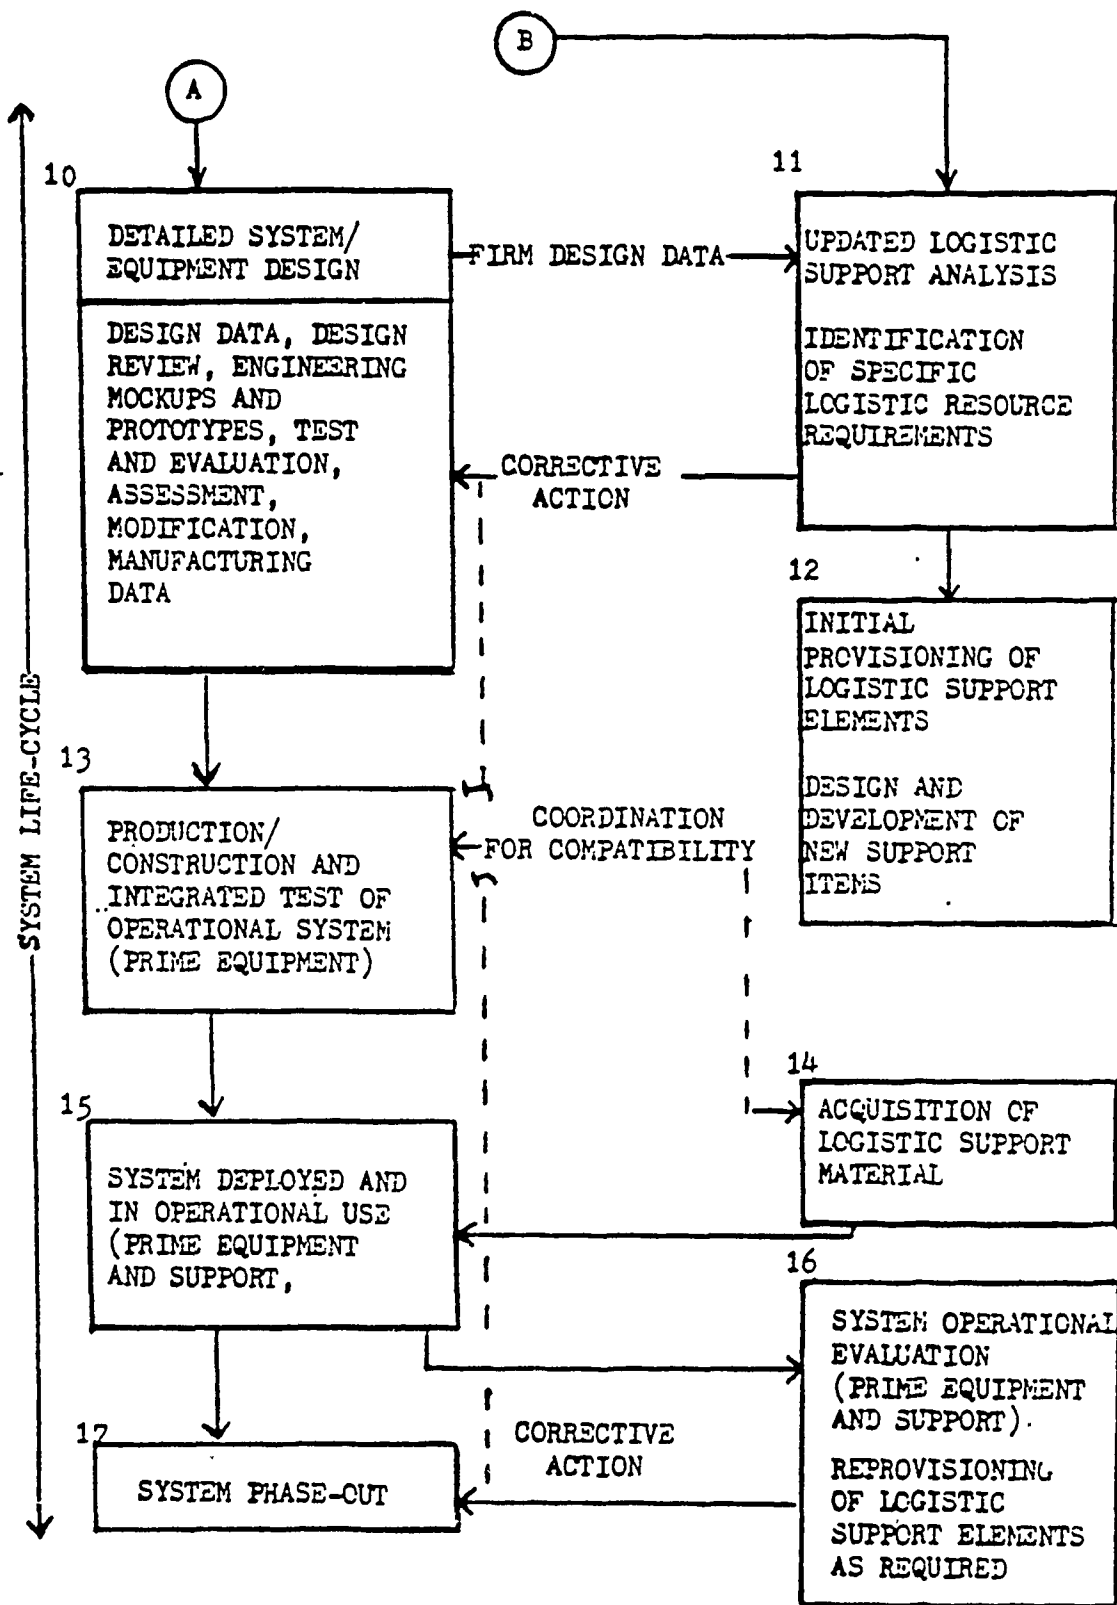 B
A
10
DETAILED SYSTEM/
EQUIPMENT DESIGN
FIRM DESIGN DATA
11
UPDATED LOGISTIC
SUPPORT ANALYSIS
IDENTIFICATION
OF SPECIFIC
LOGISTIC RESOURCE
REQUIREMENTS
DESIGN DATA, DESIGN
REVIEW, ENGINEERING
MOCKUPS AND
PROTOTYPES, TEST
AND EVALUATION,
ASSESSMENT,
MODIFICATION,
MANUFACTURING
DATA
CORRECTIVE
ACTION
12
INITIAL
PROVISIONING OF
LOGISTIC SUPPORT
ELEMENTS
DESIGN AND
DEVELOPMENT OF
NEW SUPPORT
ITEMS
SYSTEM LIFE-CYCLE
13
PRODUCTION/
CONSTRUCTION AND
INTEGRATED TEST OF
OPERATIONAL SYSTEM
(PRIME EQUIPMENT)
COORDINATION
FOR COMPATIBILITY
14
ACQUISITION OF
LOGISTIC SUPPORT
MATERIAL
15
SYSTEM DEPLOYED AND
IN OPERATIONAL USE
(PRIME EQUIPMENT
AND SUPPORT,
16
SYSTEM OPERATIONAL
EVALUATION
(PRIME EQUIPMENT
AND SUPPORT).
REPROVISIONING
OF LOGISTIC
SUPPORT ELEMENTS
AS REQUIRED
17
SYSTEM PHASE-OUT
CORRECTIVE
ACTION